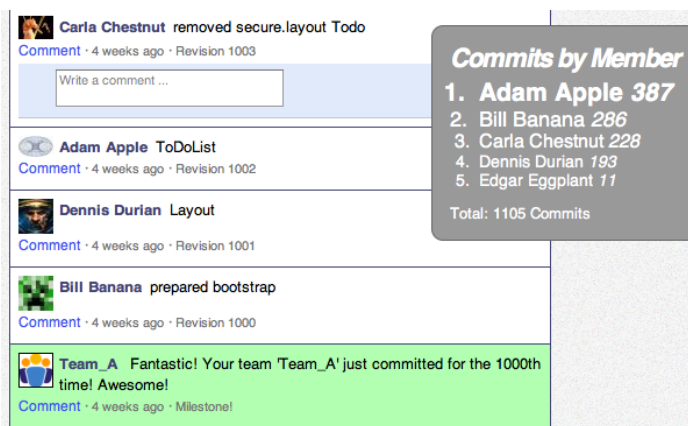 Carla Chestnut removed secure.layout Todo
Comment · 4 weeks ago · Revision 1003
Write a comment ...
Adam Apple ToDoList
Comment · 4 weeks ago · Revision 1002
Dennis Durian Layout
Comment · 4 weeks ago · Revision 1001
Bill Banana prepared bootstrap
Comment · 4 weeks ago · Revision 1000
Team_A Fantastic! Your team 'Team_A' just committed for the 1000th
time! Awesome!
Comment · 4 weeks ago · Milestone!
Commits by Member
1. Adam Apple 387
2. Bill Banana 286
3. Carla Chestnut 228
4. Dennis Durian 193
5. Edgar Eggplant 11
Total: 1105 Commits